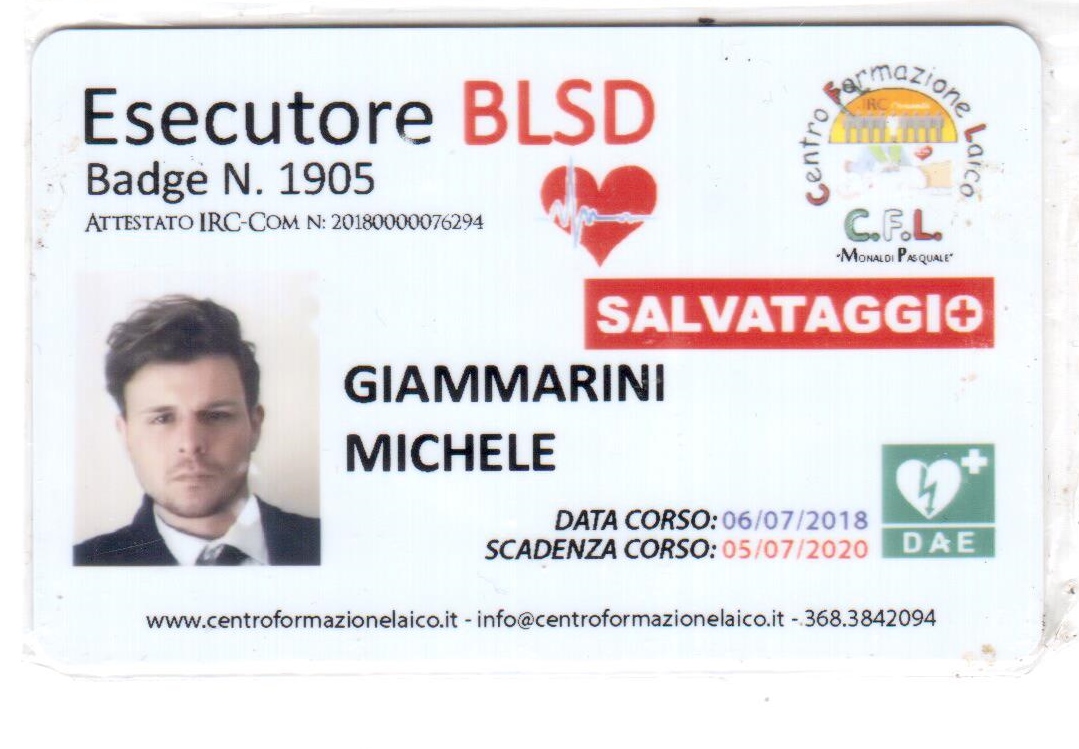 Esecutore BLSD
Badge N. 1905
ATTESTATO IRC-COM N: 20180000076294
Centro Formazione Laico
IRC Comunità
C.F.L.
"MONALDI PASQUALE"
SALVATAGGIO
GIAMMARINI
MICHELE
DATA CORSO: 06/07/2018
SCADENZA CORSO: 05/07/2020
DAE
www.centroformazionelaico.it - info@centroformazionelaico.it - 368.3842094